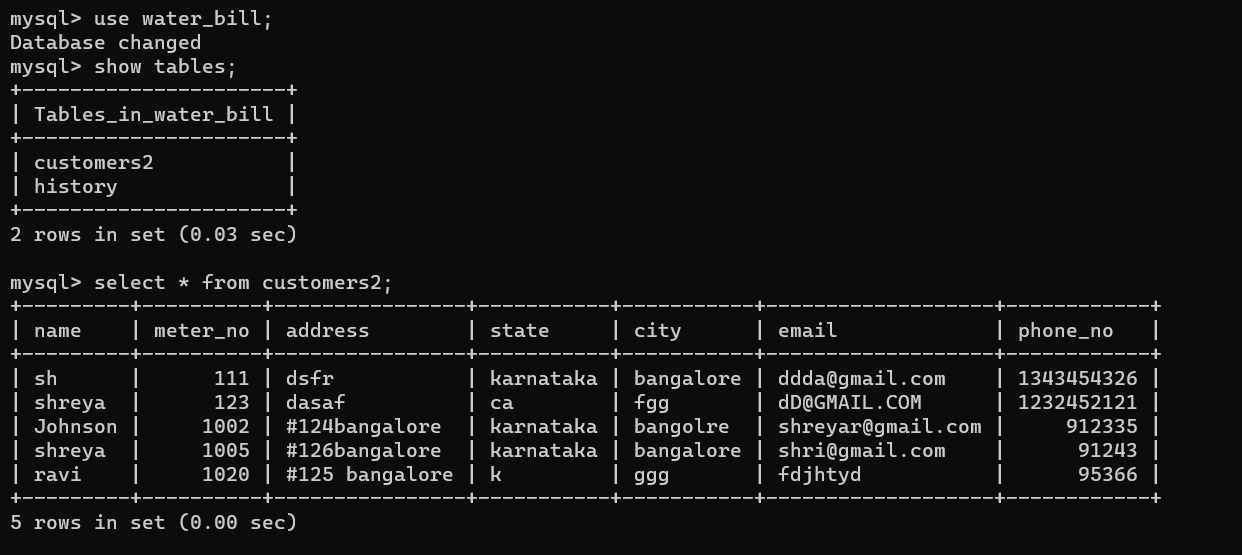 mysql> use water_bill;
Database changed
mysql> show tables;
+----------------------+
| Tables_in_water_bill |
+----------------------+
| customers2           |
| history              |
+----------------------+
2 rows in set (0.03 sec)

mysql> select * from customers2;
+---------+----------+----------------+-----------+-----------+-------------------+------------+
| name    | meter_no | address        | state     | city      | email             | phone_no   |
+---------+----------+----------------+-----------+-----------+-------------------+------------+
| sh      |      111 | dsfr           | karnataka | bangalore | ddda@gmail.com    | 1343454326 |
| shreya  |      123 | dasaf          | ca        | fgg       | dD@GMAIL.COM      | 1232452121 |
| Johnson |     1002 | #124bangalore  | karnataka | bangolre  | shreyar@gmail.com |     912335 |
| shreya  |     1005 | #126bangalore  | karnataka | bangalore | shri@gmail.com    |      91243 |
| ravi    |     1020 | #125 bangalore | k         | ggg       | fdjhtyd           |      95366 |
+---------+----------+----------------+-----------+-----------+-------------------+------------+
5 rows in set (0.00 sec)